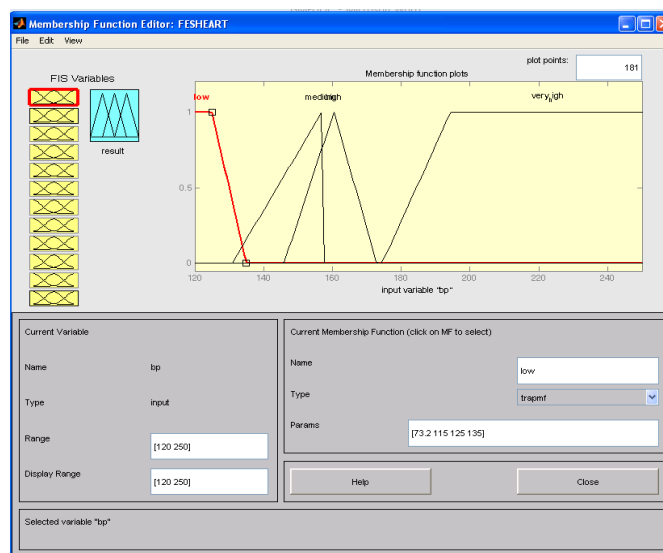 Membership Function Editor: FESHEART
File Edit View
plot points:
181
FIS Variables
Membership function plots
low
medium
high
very_high
result
1
0.5
0
120 140 160 180 200 220 240
input variable "bp"
Current Variable
Name bp
Type input
Range [120 250]
Display Range [120 250]
Current Membership Function (click on MF to select)
Name low
Type trapmf
Params [73.2 115 125 135]
Help Close
Selected variable "bp"